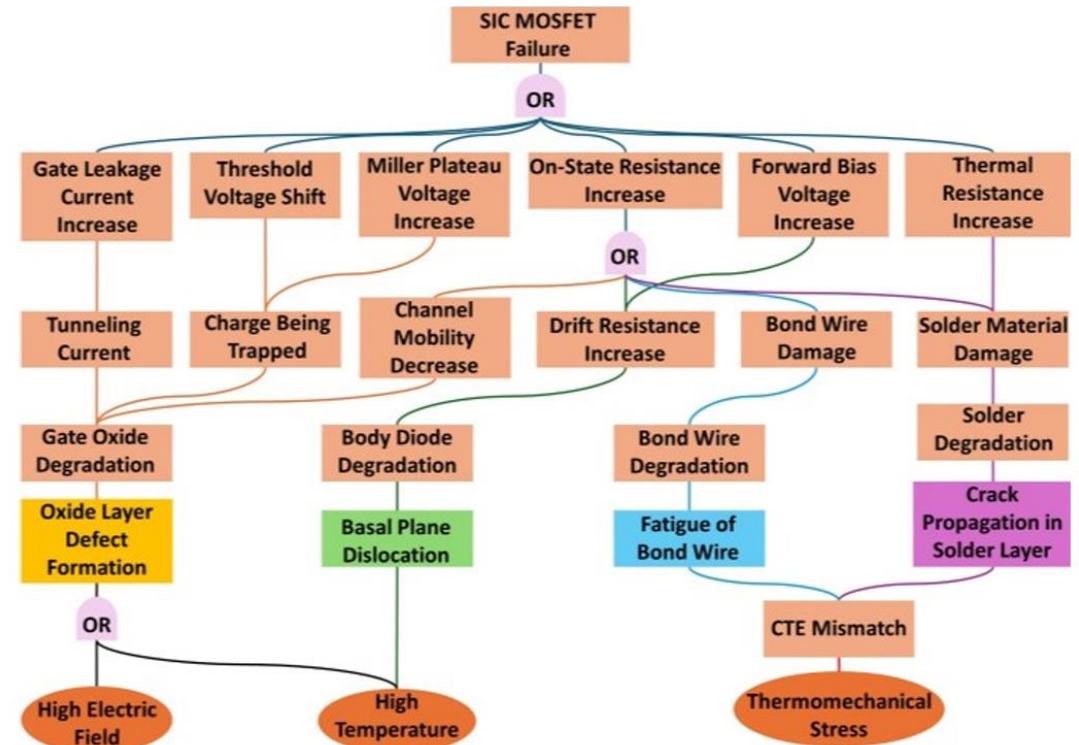 SIC MOSFET
Failure
OR
Gate Leakage
Current
Increase
Threshold
Voltage Shift
Miller Plateau
Voltage
Increase
On-State Resistance
Increase
Forward Bias
Voltage
Increase
Thermal
Resistance
Increase
OR
Tunneling
Current
Charge Being
Trapped
Channel
Mobility
Decrease
Drift Resistance
Increase
Bond Wire
Damage
Solder Material
Damage
Gate Oxide
Degradation
Body Diode
Degradation
Bond Wire
Degradation
Solder
Degradation
Oxide Layer
Defect
Formation
Basal Plane
Dislocation
Fatigue of
Bond Wire
Crack
Propagation in
Solder Layer
OR
CTE Mismatch
High Electric
Field
High
Temperature
Thermomechanical
Stress